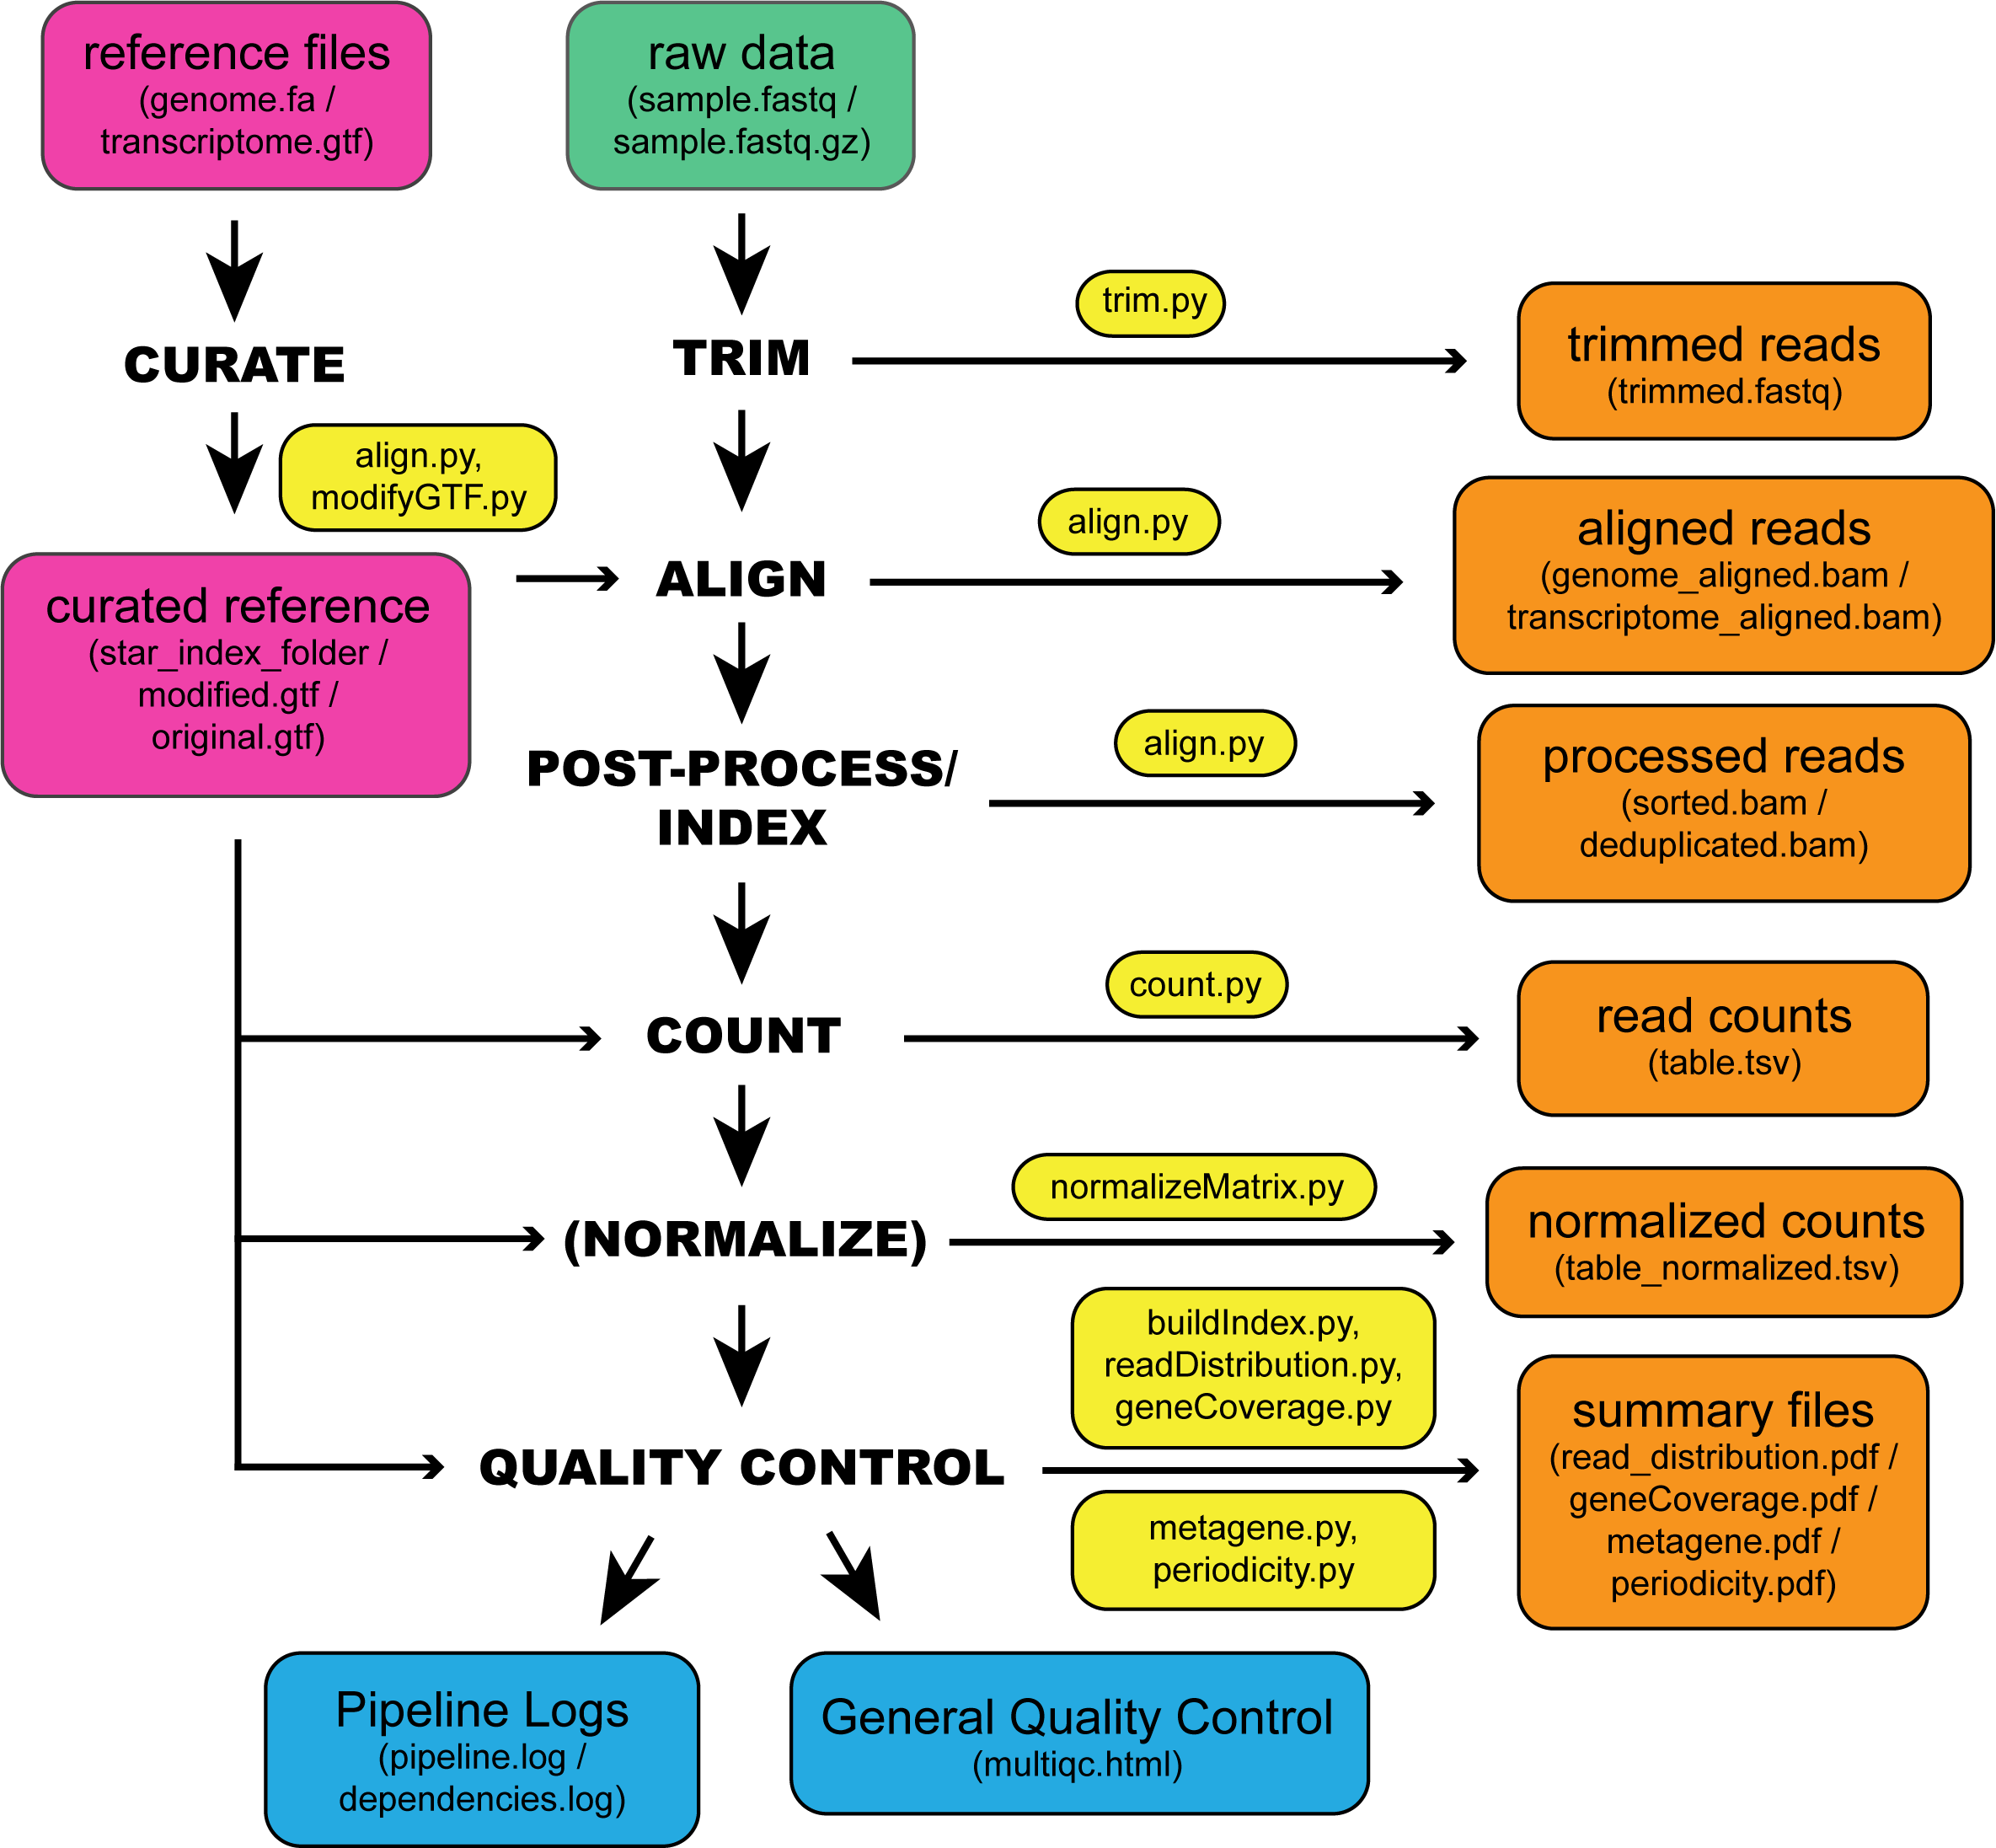 reference files
(genome.fa /
transcriptome.gtf)
raw data
(sample.fastq /
sample.fastq.gz)
CURATE
TRIM
trim.py
trimmed reads
(trimmed.fastq)
align.py,
modifyGTF.py
curated reference
(star_index_folder /
modified.gtf /
original.gtf)
ALIGN
align.py
aligned reads
(genome_aligned.bam /
transcriptome_aligned.bam)
POST-PROCESS/
INDEX
align.py
processed reads
(sorted.bam /
deduplicated.bam)
COUNT
count.py
read counts
(table.tsv)
(NORMALIZE)
normalizeMatrix.py
normalized counts
(table_normalized.tsv)
QUALITY CONTROL
buildIndex.py,
readDistribution.py,
geneCoverage.py
metagene.py,
periodicity.py
summary files
(read_distribution.pdf /
geneCoverage.pdf /
metagene.pdf /
periodicity.pdf)
Pipeline Logs
(pipeline.log /
dependencies.log)
General Quality Control
(multiqc.html)